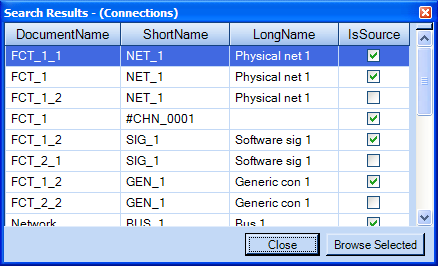 Search Results - (Connections)
DocumentName ShortName LongName IsSource
FCT_1_1 NET_1 Physical net 1
FCT_1 NET_1 Physical net 1
FCT_1_2 NET_1 Physical net 1
FCT_1 #CHN_0001
FCT_1_2 SIG_1 Software sig 1
FCT_2_1 SIG_1 Software sig 1
FCT_1_2 GEN_1 Generic con 1
FCT_2_2 GEN_1 Generic con 1
Network BUS_1 Bus 1
Close Browse Selected